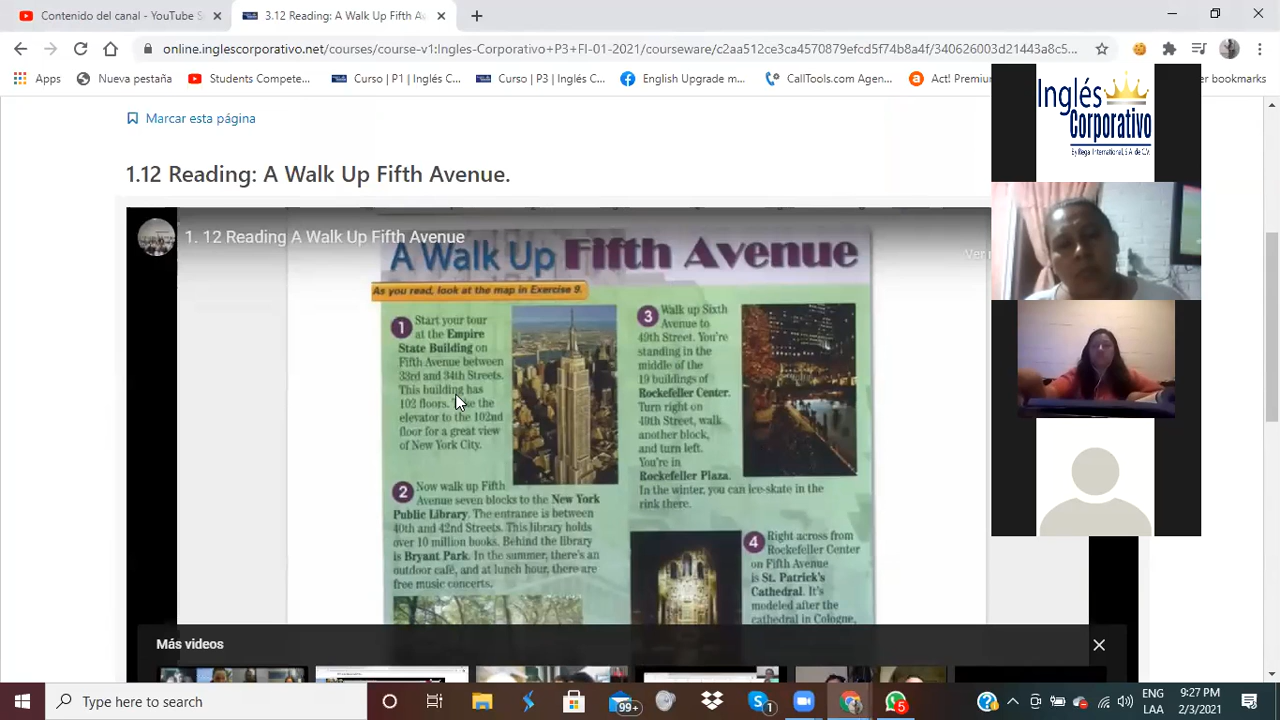 Contenido del canal - YouTube S
3.12 Reading: A Walk Up Fifth Av
online.inglescorporativo.net/courses/course-v1:Ingles-Corporativo+P3+FI-01-2021/courseware/c2aa512ce3ca4570879efcd5f74b8a4f/340626003d21443a8c5...
Apps
Nueva pestaña
Students Compete...
Curso | P1 | Inglés C...
Curso | P3 | Inglés C...
English Upgrade m...
CallTools.com Agen...
Act! Premium
r bookmarks
Marcar esta página
1.12 Reading: A Walk Up Fifth Avenue.
1. 12 Reading A Walk Up Fifth Avenue
Ver
A Walk Up Fifth Avenue
As you read, look at the map in Exercise 9.
1 Start your tour
at the Empire
State Building on
Fifth Avenue between
33rd and 34th Streets.
This building has
102 floors. the
elevator to the 102nd
floor for a great view
of New York City.
2 Now walk up Fifth
Avenue seven blocks to the New York
Public Library. The entrance is between
40th and 42nd Streets. This library holds
over 10 million books. Behind the library
is Bryant Park. In the summer, there's an
outdoor café, and at lunch hour, there are
free music concerts.
3 Walk up Sixth
Avenue to
49th Street. You're
standing in the
middle of the
19 buildings of
Rockefeller Center.
Turn right on
49th Street, walk
another block,
and turn left.
You're in
Rockefeller Plaza.
In the winter, you can ice-skate in the
rink there.
4 Right across from
Rockefeller Center
on Fifth Avenue
is St. Patrick's
Cathedral. It's
modeled after the
cathedral in Cologne,
Más videos
Inglés
Corporativo
By Rega International, S.A. de C.V.
Type here to search
99+
1
5
ENG
LAA
9:27 PM
2/3/2021